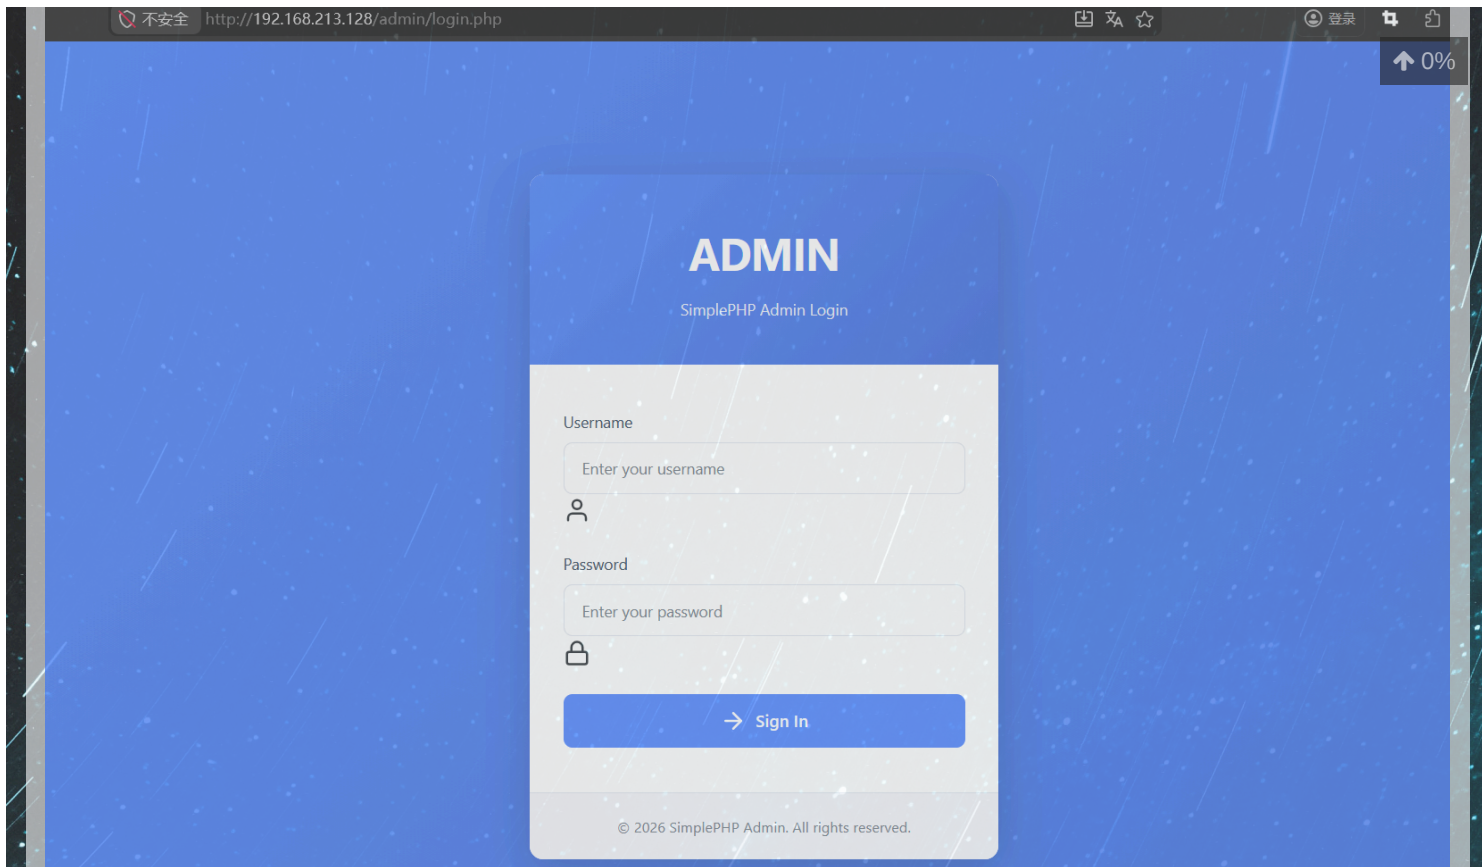 不安全 http://192.168.213.128/admin/login.php 登录
0%
ADMIN
SimplePHP Admin Login
Username
Enter your username
Password
Enter your password
Sign In
© 2026 SimplePHP Admin. All rights reserved.